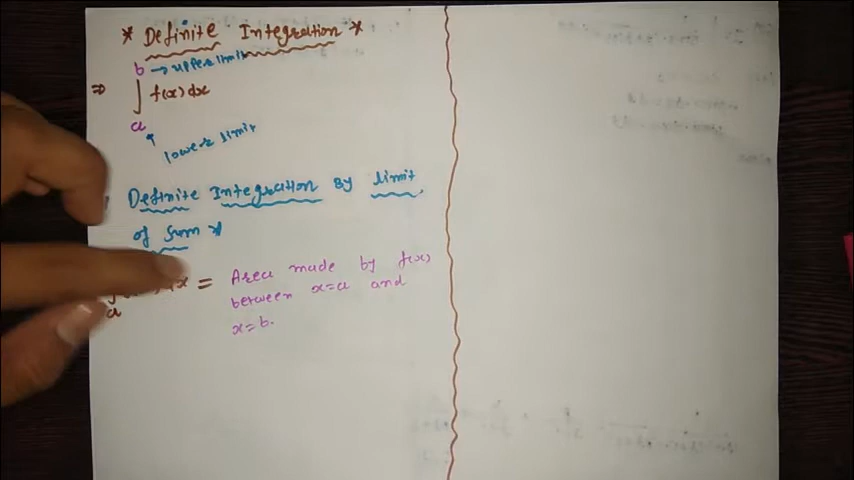 * Definite Integration *
b → upper limit
⇒ ∫ f(x) dx
a
↑
lower limit
Definite Integration By limit
of sum *
x = Area made by f(x)
a between x=a and
x=b.